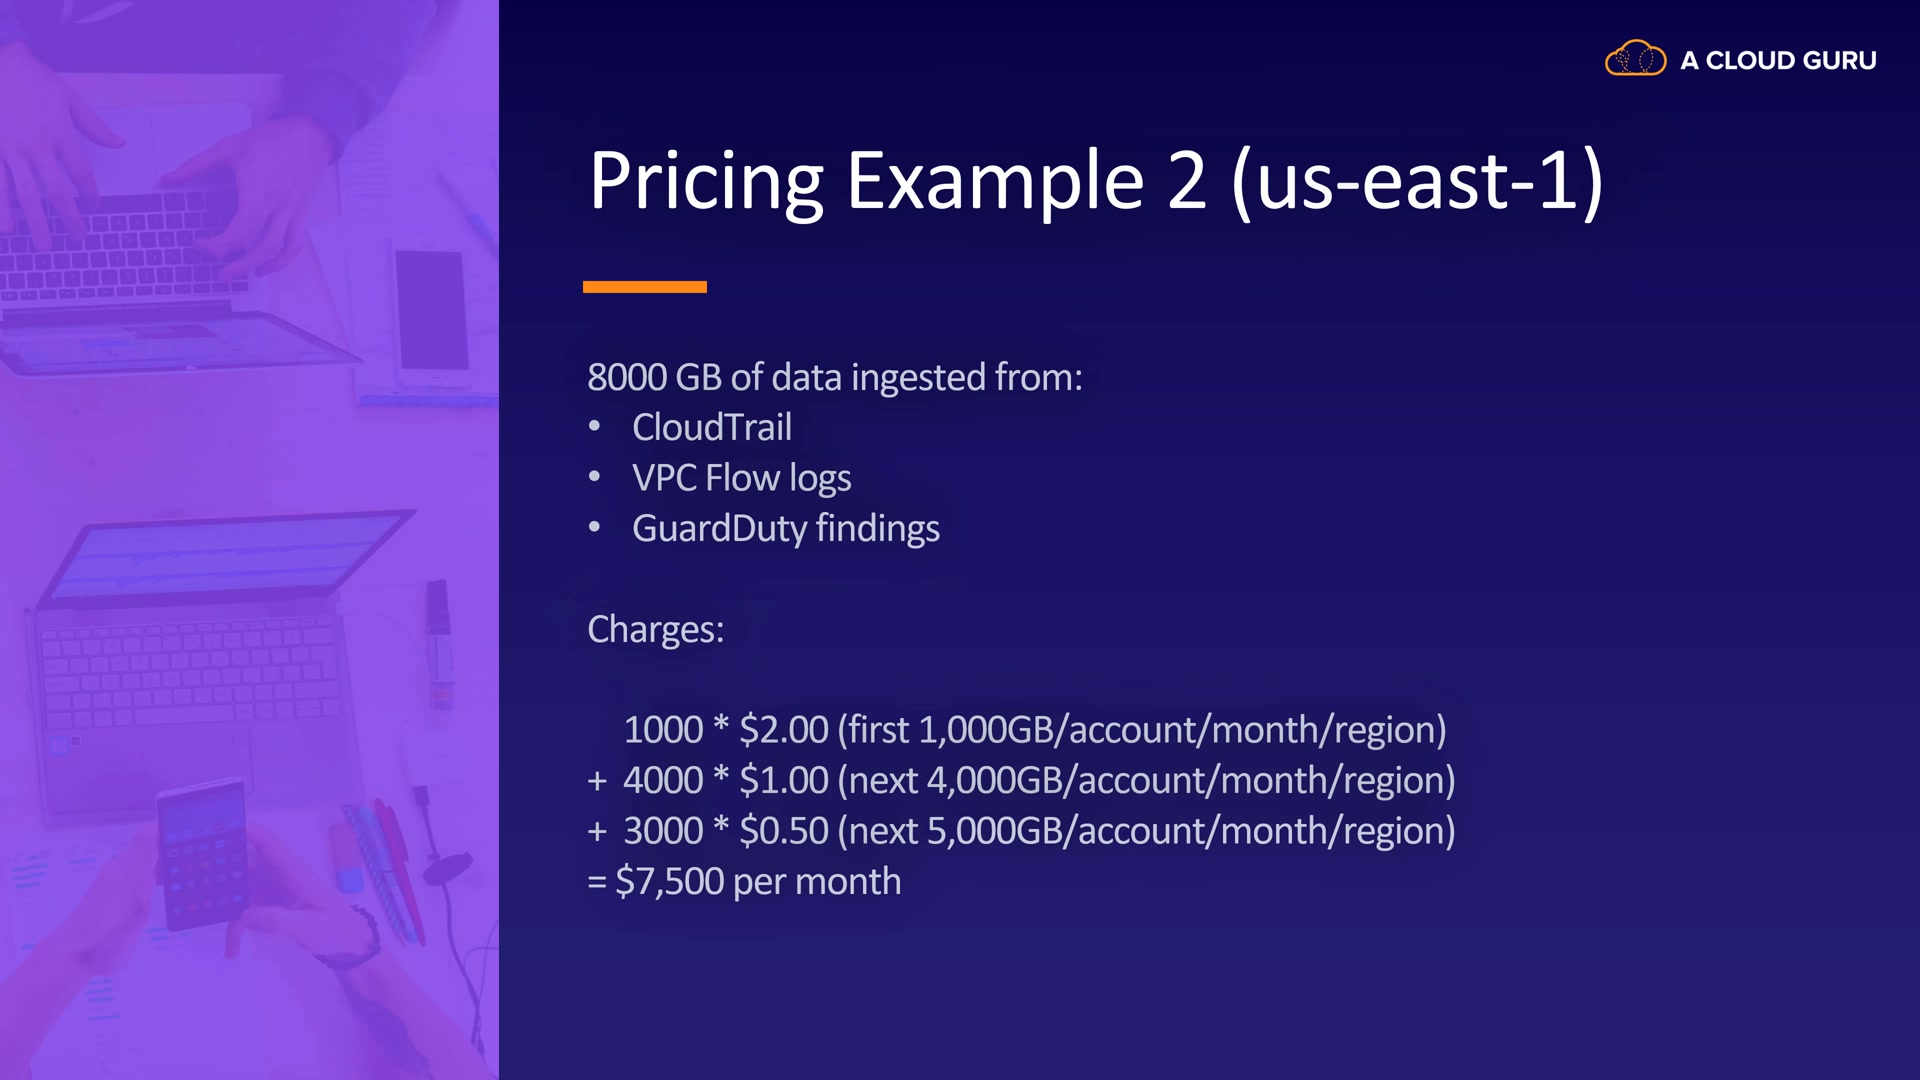 A CLOUD GURU
Pricing Example 2 (us-east-1)
8000 GB of data ingested from:
• CloudTrail
• VPC Flow logs
• GuardDuty findings
Charges:
1000 * $2.00 (first 1,000GB/account/month/region)
+ 4000 * $1.00 (next 4,000GB/account/month/region)
+ 3000 * $0.50 (next 5,000GB/account/month/region)
= $7,500 per month